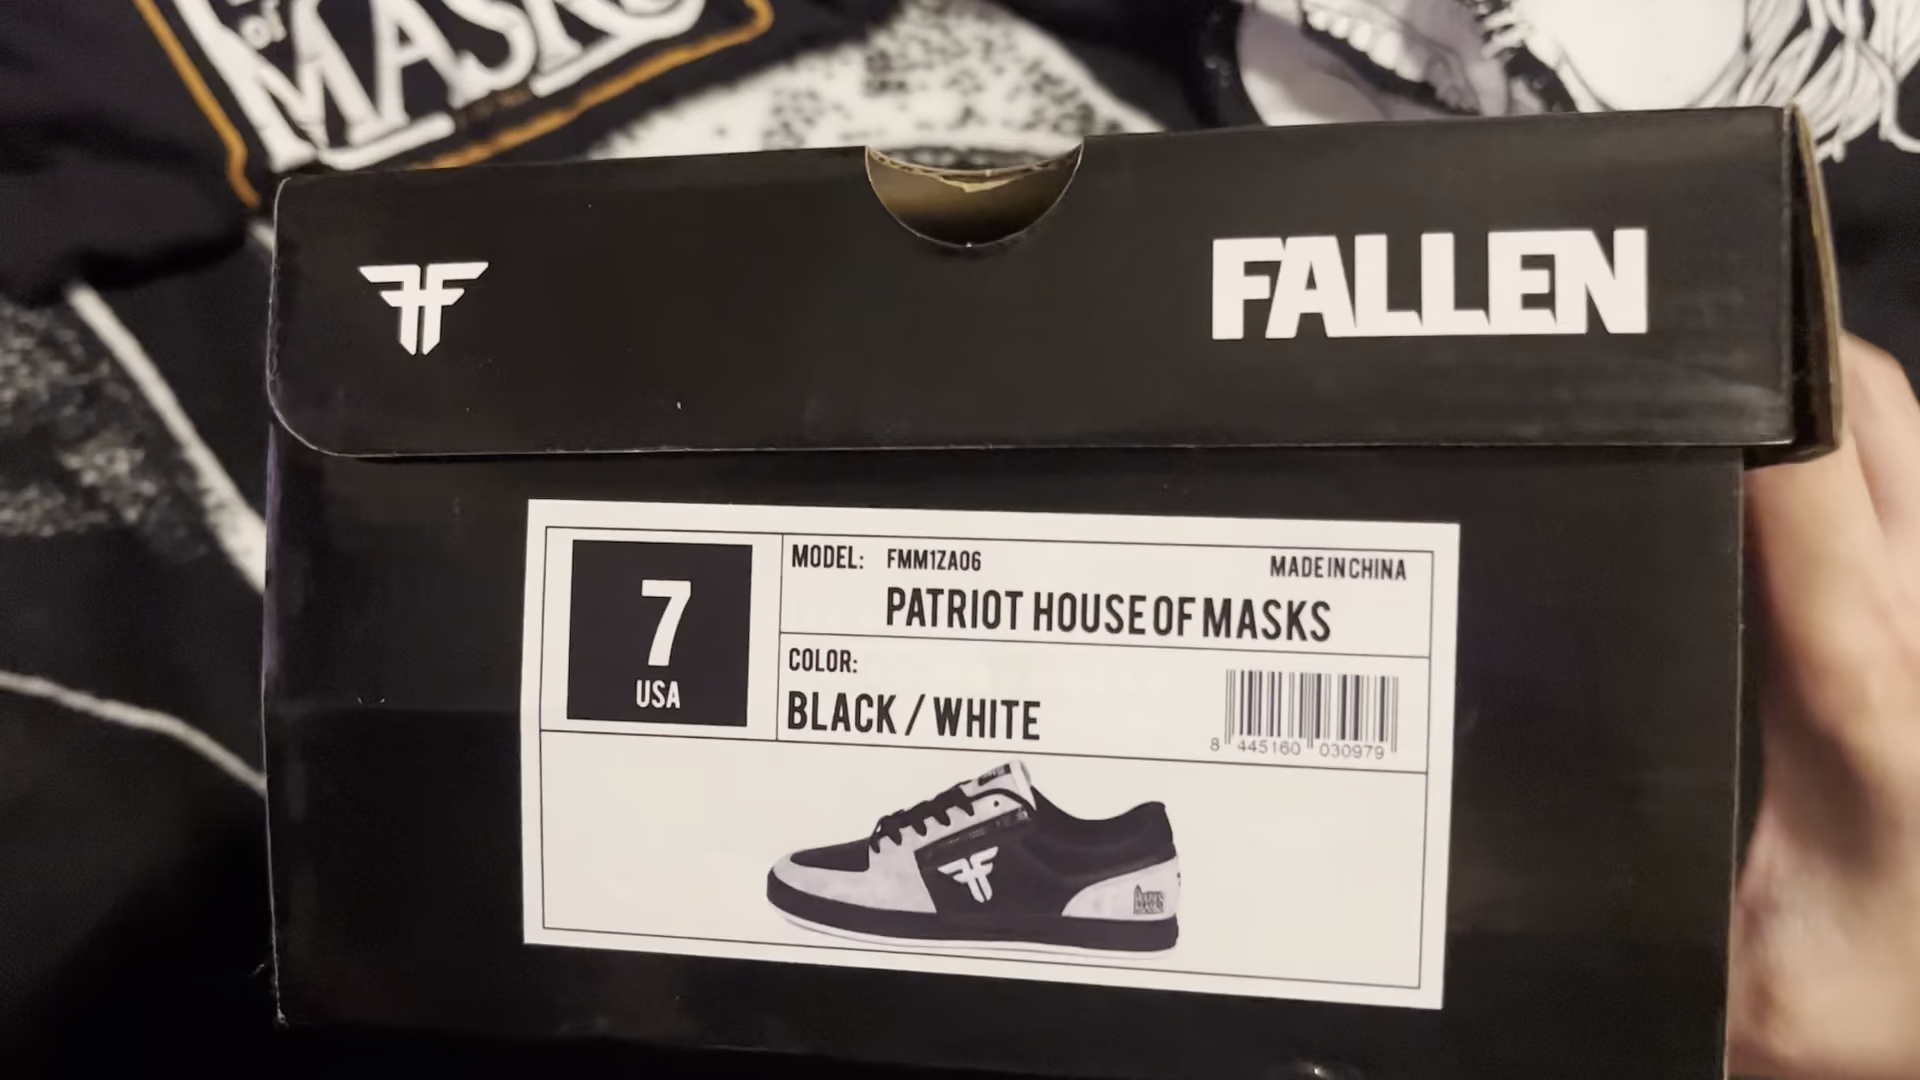 OF
MASKS
FALLEN
7
USA
MODEL: FMM1ZA06
MADE IN CHINA
PATRIOT HOUSE OF MASKS
COLOR:
BLACK / WHITE
8 445160 030979